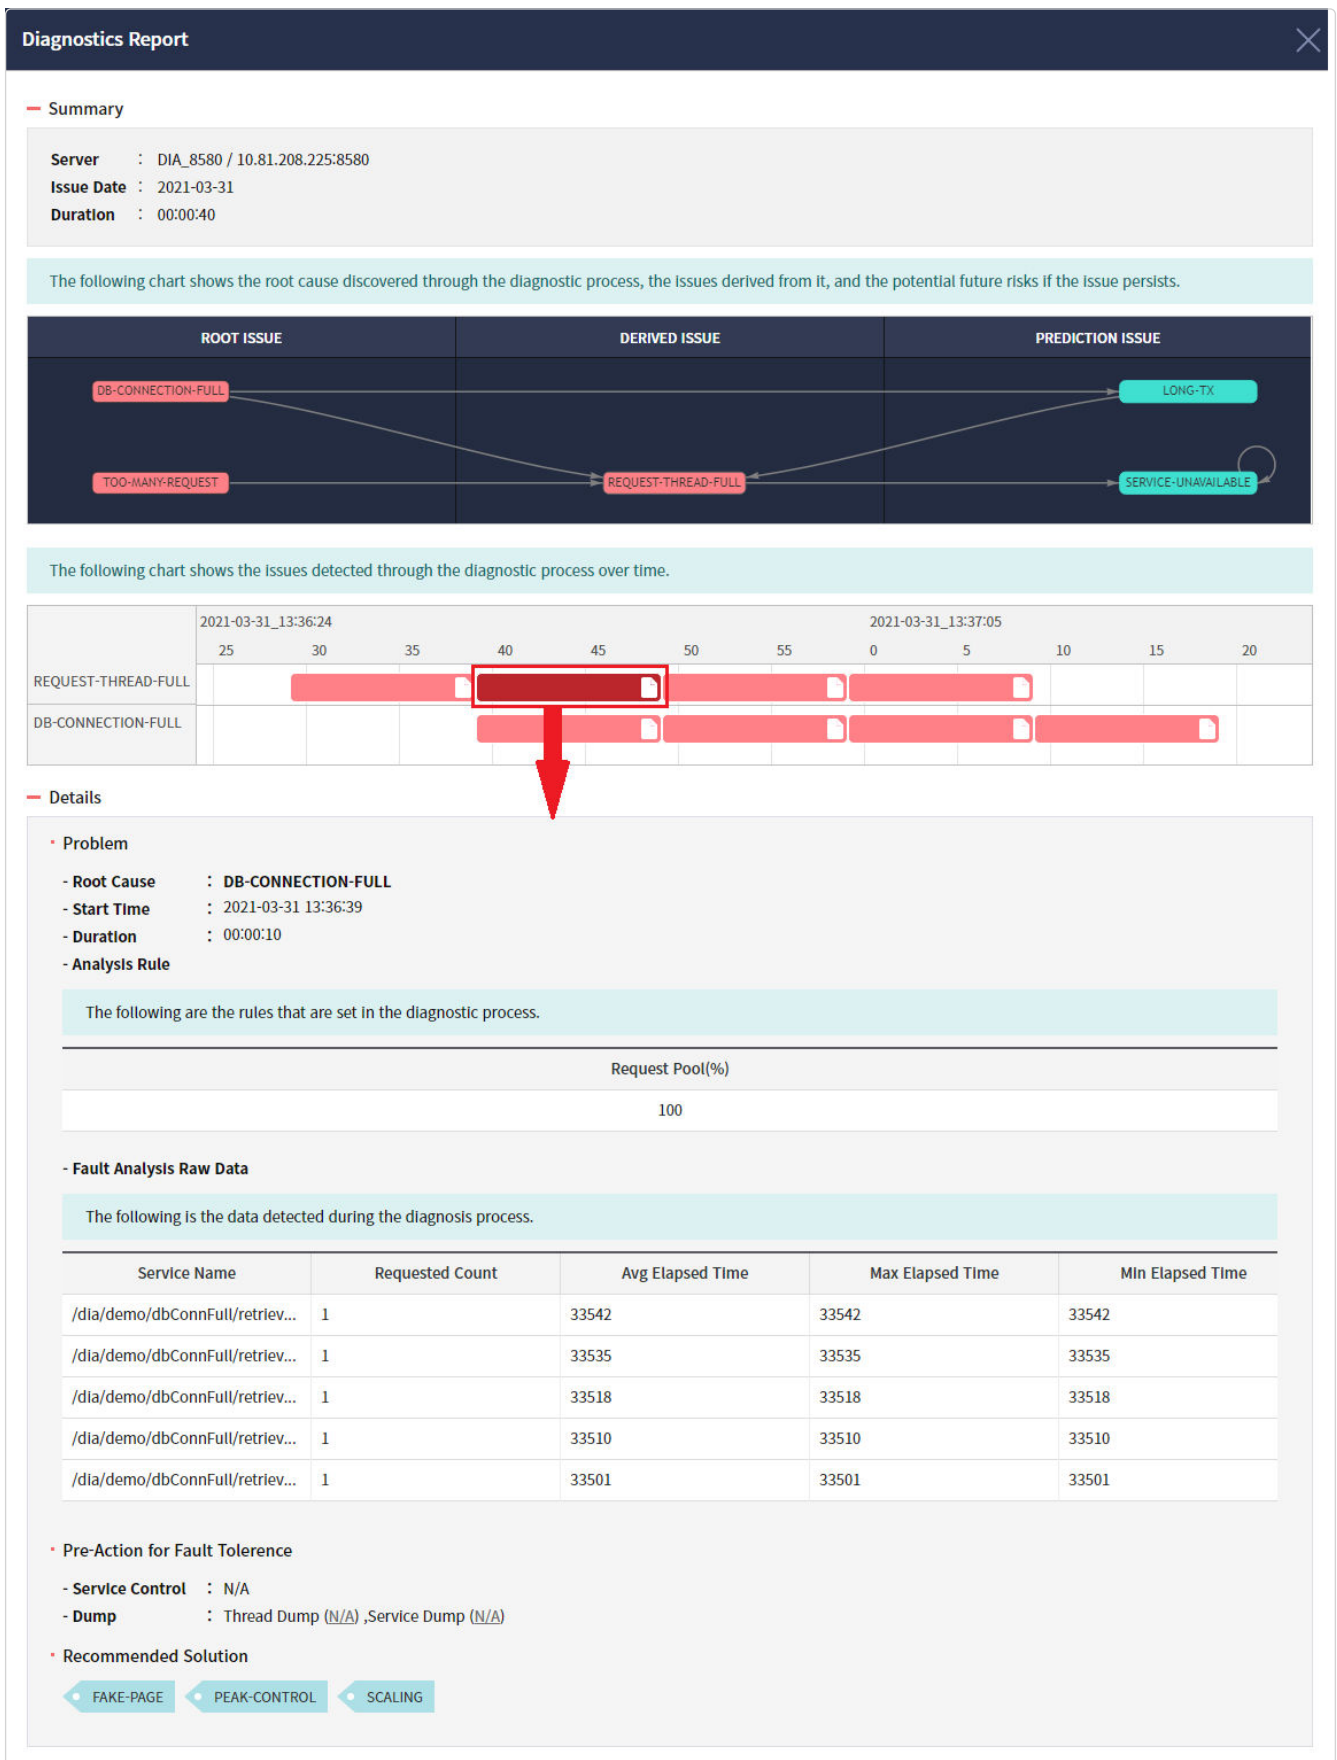 Diagnostics Report
Summary
Server : DIA_8580 / 10.81.208.225:8580
Issue Date : 2021-03-31
Duration : 00:00:40
The following chart shows the root cause discovered through the diagnostic process, the issues derived from it, and the potential future risks if the issue persists.
ROOT ISSUE DERIVED ISSUE PREDICTION ISSUE
DB-CONNECTION-FULL LONG-TX
TOO-MANY-REQUEST REQUEST-THREAD-FULL SERVICE-UNAVAILABLE
The following chart shows the issues detected through the diagnostic process over time.
2021-03-31_13:36:24 2021-03-31_13:37:05
25 30 35 40 45 50 55 0 5 10 15 20
REQUEST-THREAD-FULL
DB-CONNECTION-FULL
Details
Problem
- Root Cause : DB-CONNECTION-FULL
- Start Time : 2021-03-31 13:36:39
- Duration : 00:00:10
- Analysis Rule
The following are the rules that are set in the diagnostic process.
Request Pool(%)
100
- Fault Analysis Raw Data
The following is the data detected during the diagnosis process.
Service Name Requested Count Avg Elapsed Time Max Elapsed Time Min Elapsed Time
/dia/demo/dbConnFull/retriev... 1 33542 33542 33542
/dia/demo/dbConnFull/retriev... 1 33535 33535 33535
/dia/demo/dbConnFull/retriev... 1 33518 33518 33518
/dia/demo/dbConnFull/retriev... 1 33510 33510 33510
/dia/demo/dbConnFull/retriev... 1 33501 33501 33501
Pre-Action for Fault Tolerence
- Service Control : N/A
- Dump : Thread Dump (N/A) ,Service Dump (N/A)
Recommended Solution
FAKE-PAGE PEAK-CONTROL SCALING